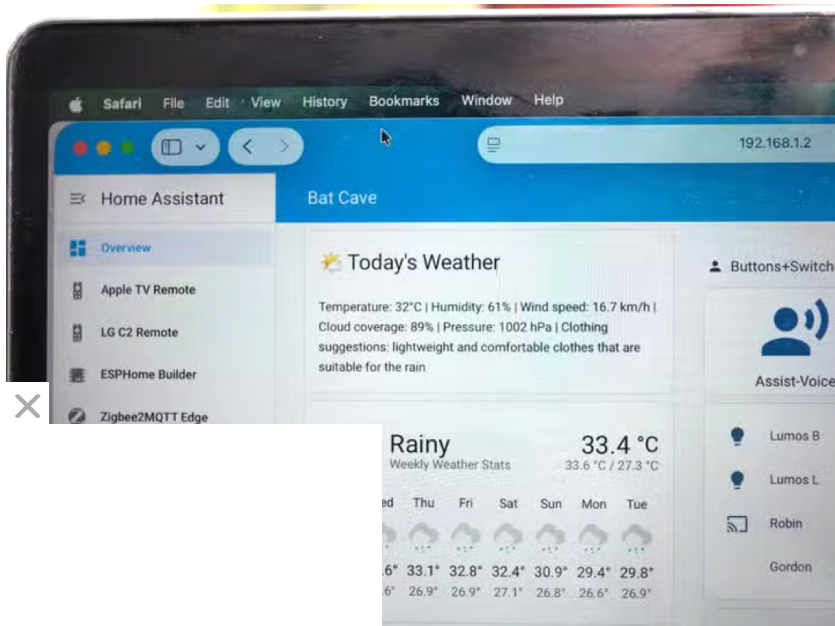 Safari File Edit View History Bookmarks Window Help
192.168.1.2
Home Assistant
Bat Cave
Overview
Apple TV Remote
LG C2 Remote
ESPHome Builder
Zigbee2MQTT Edge
Today's Weather
Temperature: 32°C | Humidity: 61% | Wind speed: 16.7 km/h |
Cloud coverage: 89% | Pressure: 1002 hPa | Clothing
suggestions: lightweight and comfortable clothes that are
suitable for the rain
Rainy 33.4 °C
Weekly Weather Stats 33.6 °C / 27.3 °C
Thu Fri Sat Sun Mon Tue
33.1° 32.8° 32.4° 30.9° 29.4° 29.8°
26.9° 26.9° 27.1° 26.8° 26.6° 26.9°
Buttons+Switch
Assist-Voice
Lumos B
Lumos L
Robin
Gordon